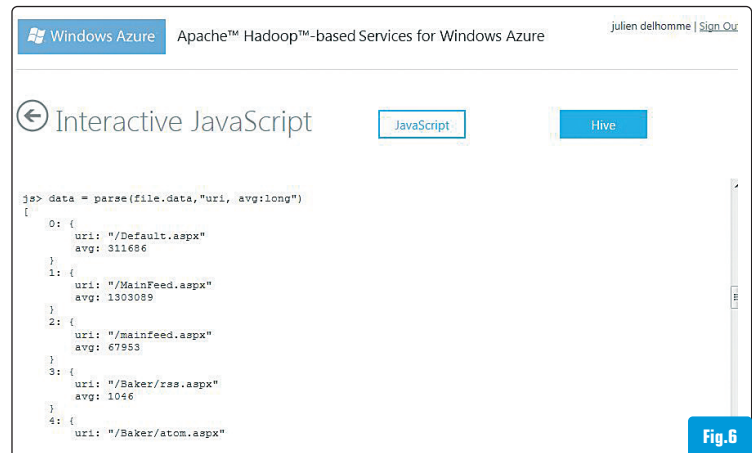 Windows Azure
Apache™ Hadoop™-based Services for Windows Azure
julien delhomme | Sign Ou
Interactive JavaScript
JavaScript
Hive
js> data = parse(file.data,"uri, avg:long")
[
0: {
uri: "/Default.aspx"
avg: 311686
}
1: {
uri: "/MainFeed.aspx"
avg: 1303089
}
2: {
uri: "/mainfeed.aspx"
avg: 67953
}
3: {
uri: "/Baker/rss.aspx"
avg: 1046
}
4: {
uri: "/Baker/atom.aspx"
Fig.6